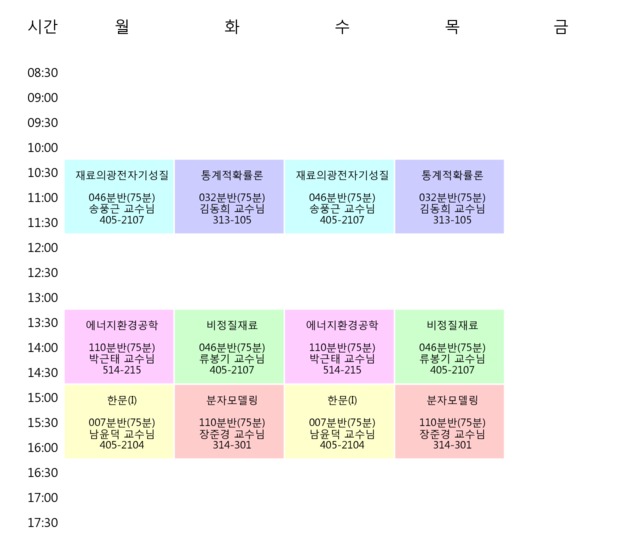 시간 월 화 수 목 금
08:30
09:00
09:30
10:00
10:30 재료의광전자기성질 통계적확률론 재료의광전자기성질 통계적확률론
11:00 046분반(75분) 032분반(75분) 046분반(75분) 032분반(75분)
송풍근 교수님 김동희 교수님 송풍근 교수님 김동희 교수님
11:30 405-2107 313-105 405-2107 313-105
12:00
12:30
13:00
13:30 에너지환경공학 비정질재료 에너지환경공학 비정질재료
14:00 110분반(75분) 046분반(75분) 110분반(75분) 046분반(75분)
박근태 교수님 류봉기 교수님 박근태 교수님 류봉기 교수님
14:30 514-215 405-2107 514-215 405-2107
15:00 한문(I) 분자모델링 한문(I) 분자모델링
15:30 007분반(75분) 110분반(75분) 007분반(75분) 110분반(75분)
남윤덕 교수님 장준경 교수님 남윤덕 교수님 장준경 교수님
16:00 405-2104 314-301 405-2104 314-301
16:30
17:00
17:30